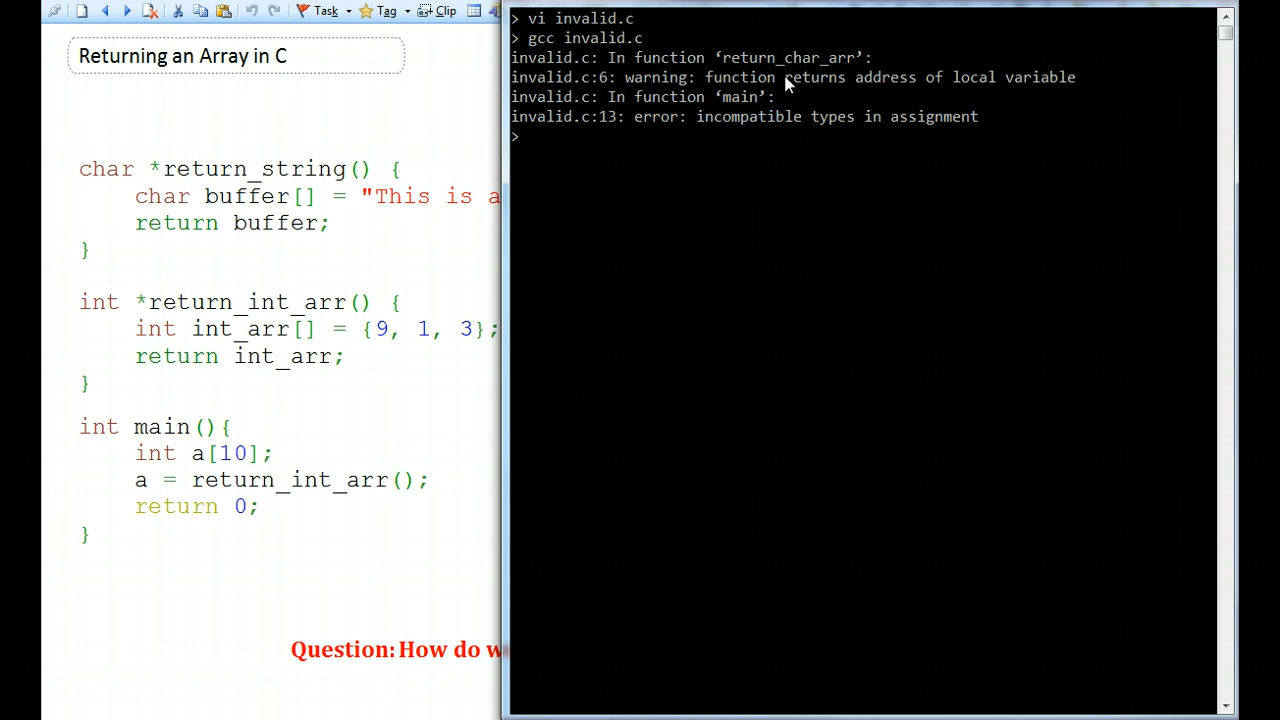 Task Tag Clip
Returning an Array in C
char *return_string() {
char buffer[] = "This is a
return buffer;
}
int *return_int_arr() {
int int_arr[] = {9, 1, 3};
return int_arr;
}
int main(){
int a[10];
a = return_int_arr();
return 0;
}
Question: How do w
> vi invalid.c
> gcc invalid.c
invalid.c: In function ‘return_char_arr’:
invalid.c:6: warning: function returns address of local variable
invalid.c: In function ‘main’:
invalid.c:13: error: incompatible types in assignment
>